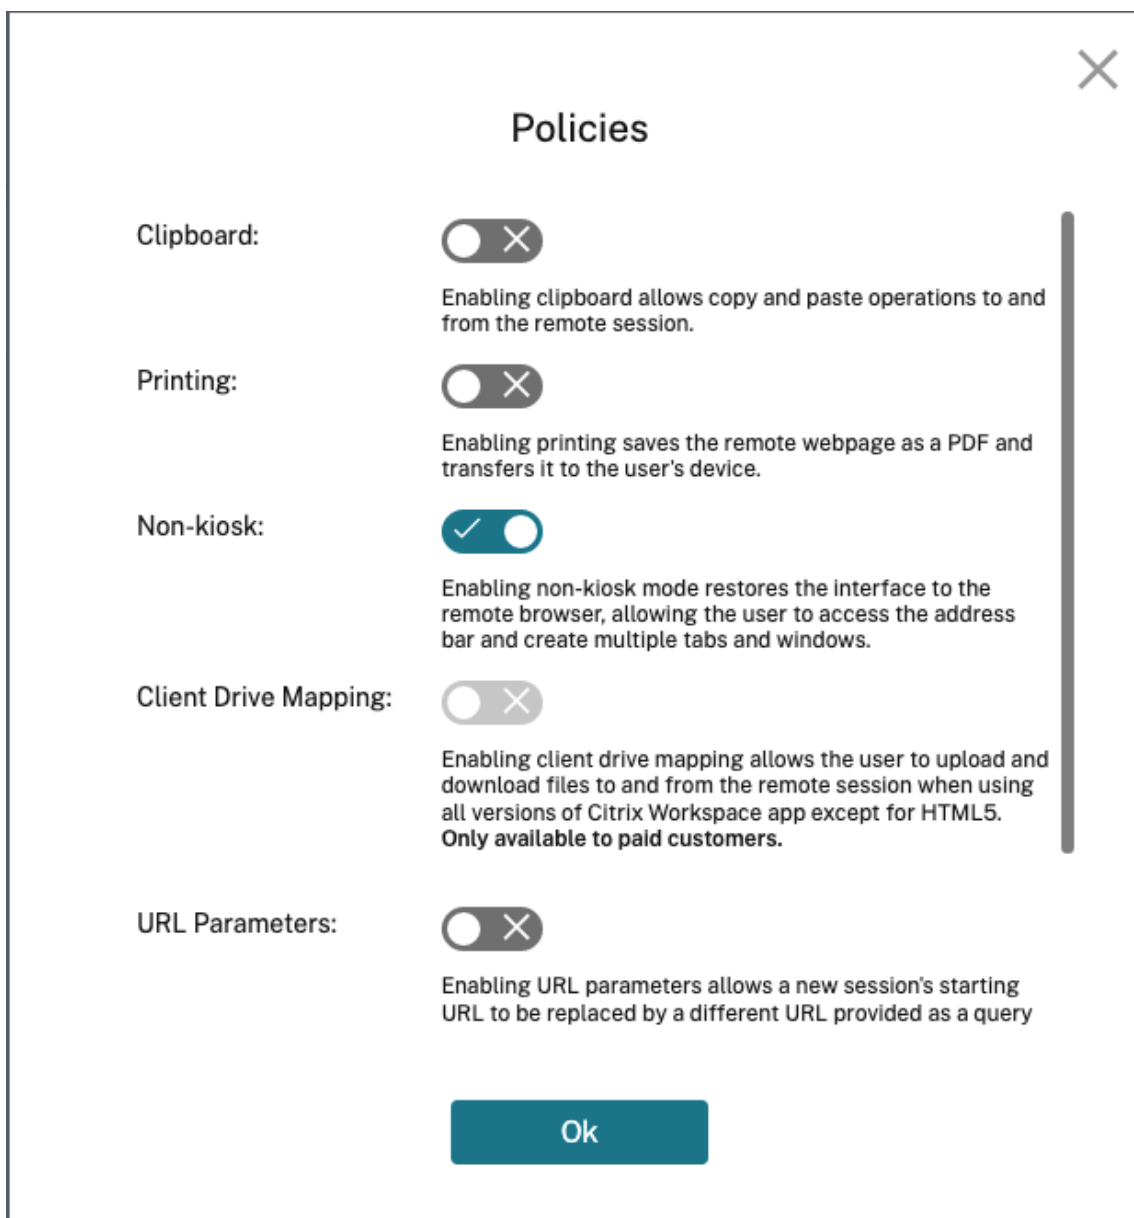 Policies
Clipboard:
Enabling clipboard allows copy and paste operations to and
from the remote session.
Printing:
Enabling printing saves the remote webpage as a PDF and
transfers it to the user's device.
Non-kiosk:
Enabling non-kiosk mode restores the interface to the
remote browser, allowing the user to access the address
bar and create multiple tabs and windows.
Client Drive Mapping:
Enabling client drive mapping allows the user to upload and
download files to and from the remote session when using
all versions of Citrix Workspace app except for HTML5.
Only available to paid customers.
URL Parameters:
Enabling URL parameters allows a new session's starting
URL to be replaced by a different URL provided as a query
Ok